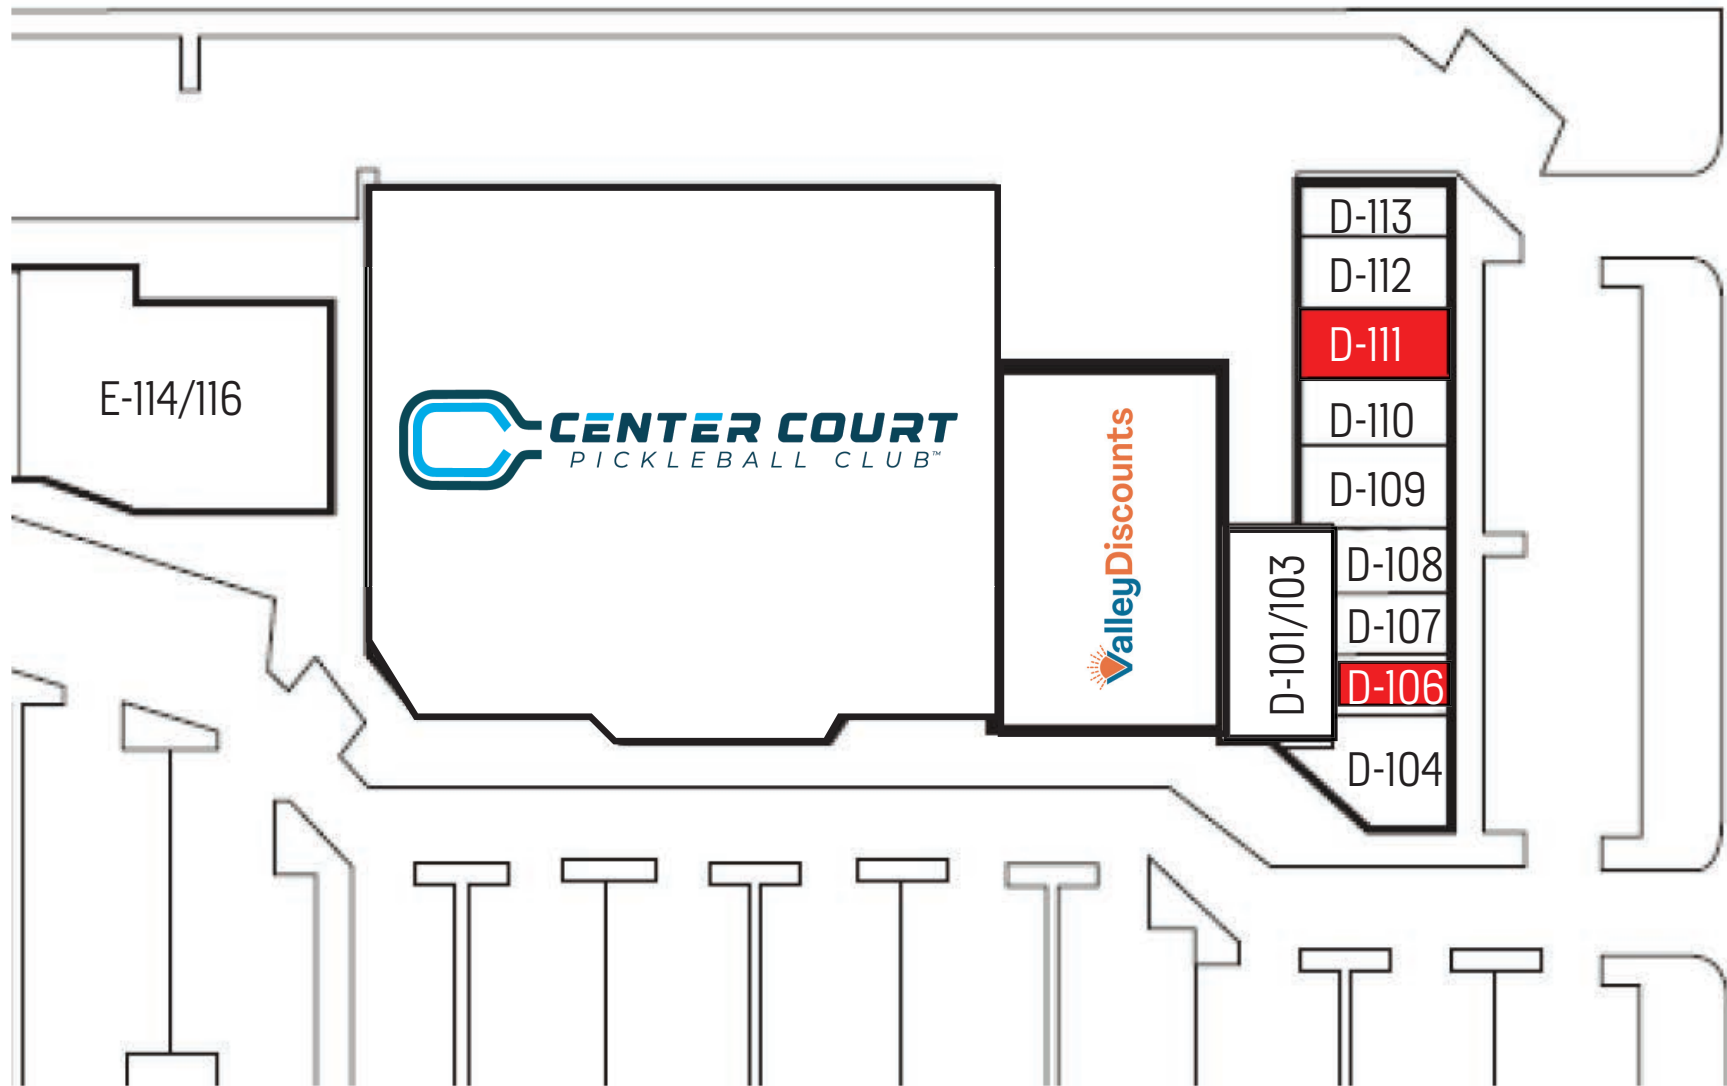 D-113
D-112
D-111
E-114/116
CENTER COURT
PICKLEBALL CLUB™
ValleyDiscounts
D-110
D-109
D-108
D-101/103
D-107
D-106
D-104